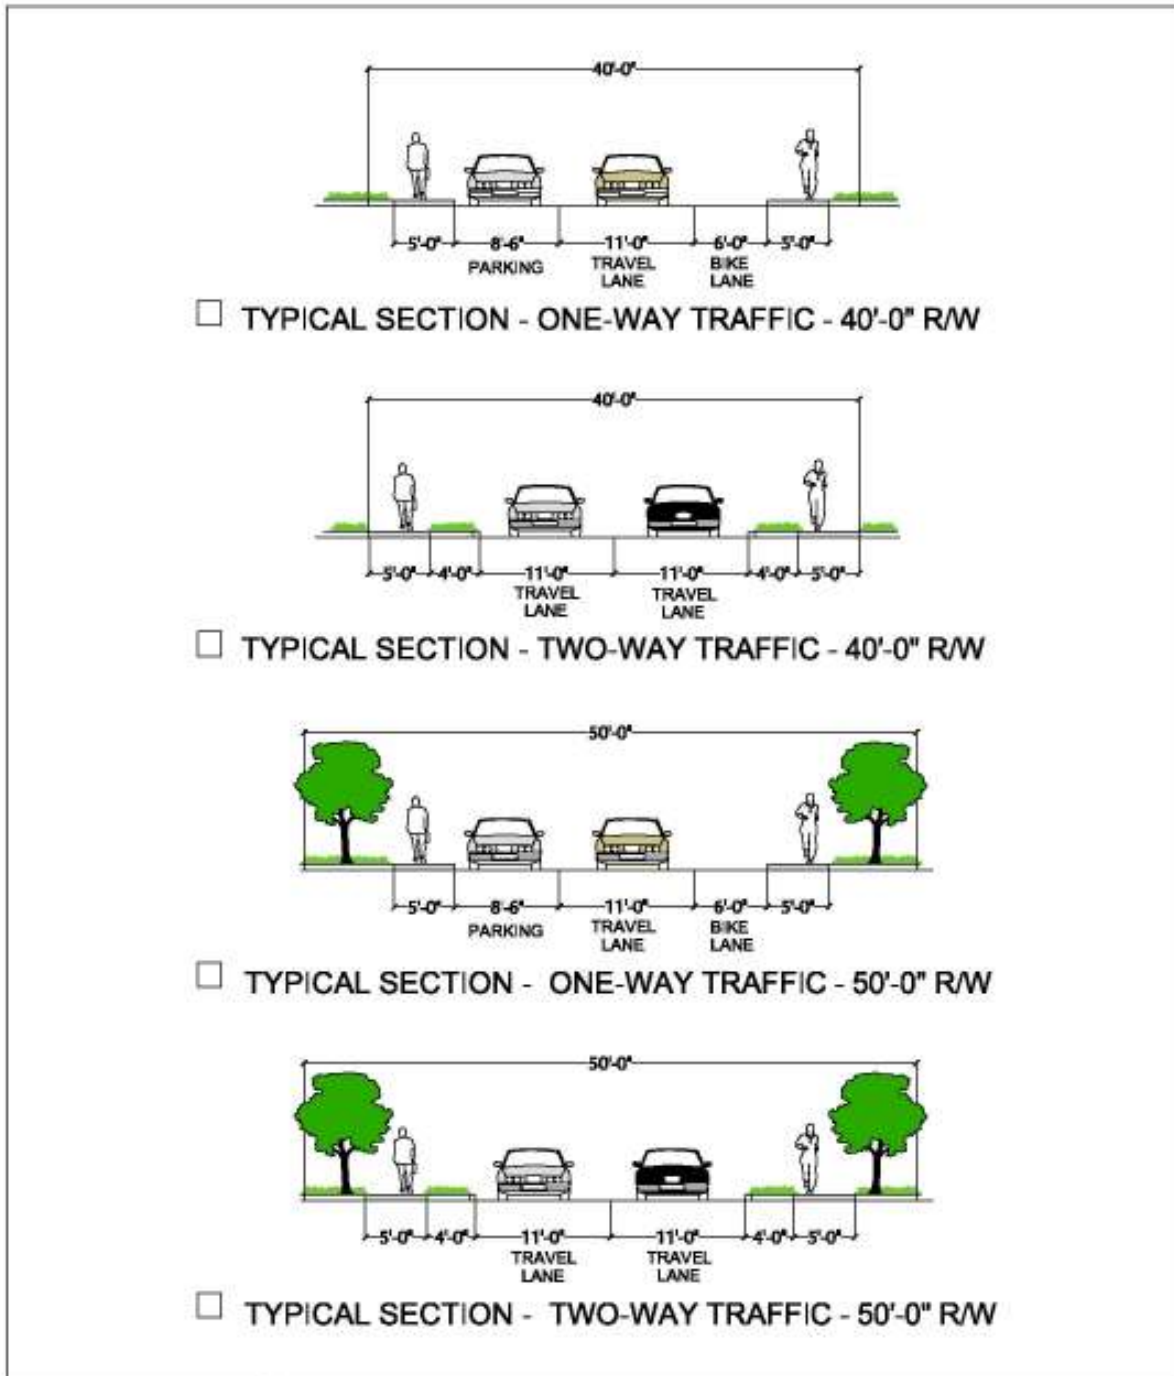 40'-0"
5'-0" 8'-6" 11'-0" 6'-0" 5'-0"
PARKING TRAVEL LANE BIKE LANE
TYPICAL SECTION - ONE-WAY TRAFFIC - 40'-0" R/W
40'-0"
5'-0" 4'-0" 11'-0" 11'-0" 4'-0" 5'-0"
TRAVEL LANE TRAVEL LANE
TYPICAL SECTION - TWO-WAY TRAFFIC - 40'-0" R/W
50'-0"
5'-0" 8'-6" 11'-0" 6'-0" 5'-0"
PARKING TRAVEL LANE BIKE LANE
TYPICAL SECTION - ONE-WAY TRAFFIC - 50'-0" R/W
50'-0"
5'-0" 4'-0" 11'-0" 11'-0" 4'-0" 5'-0"
TRAVEL LANE TRAVEL LANE
TYPICAL SECTION - TWO-WAY TRAFFIC - 50'-0" R/W